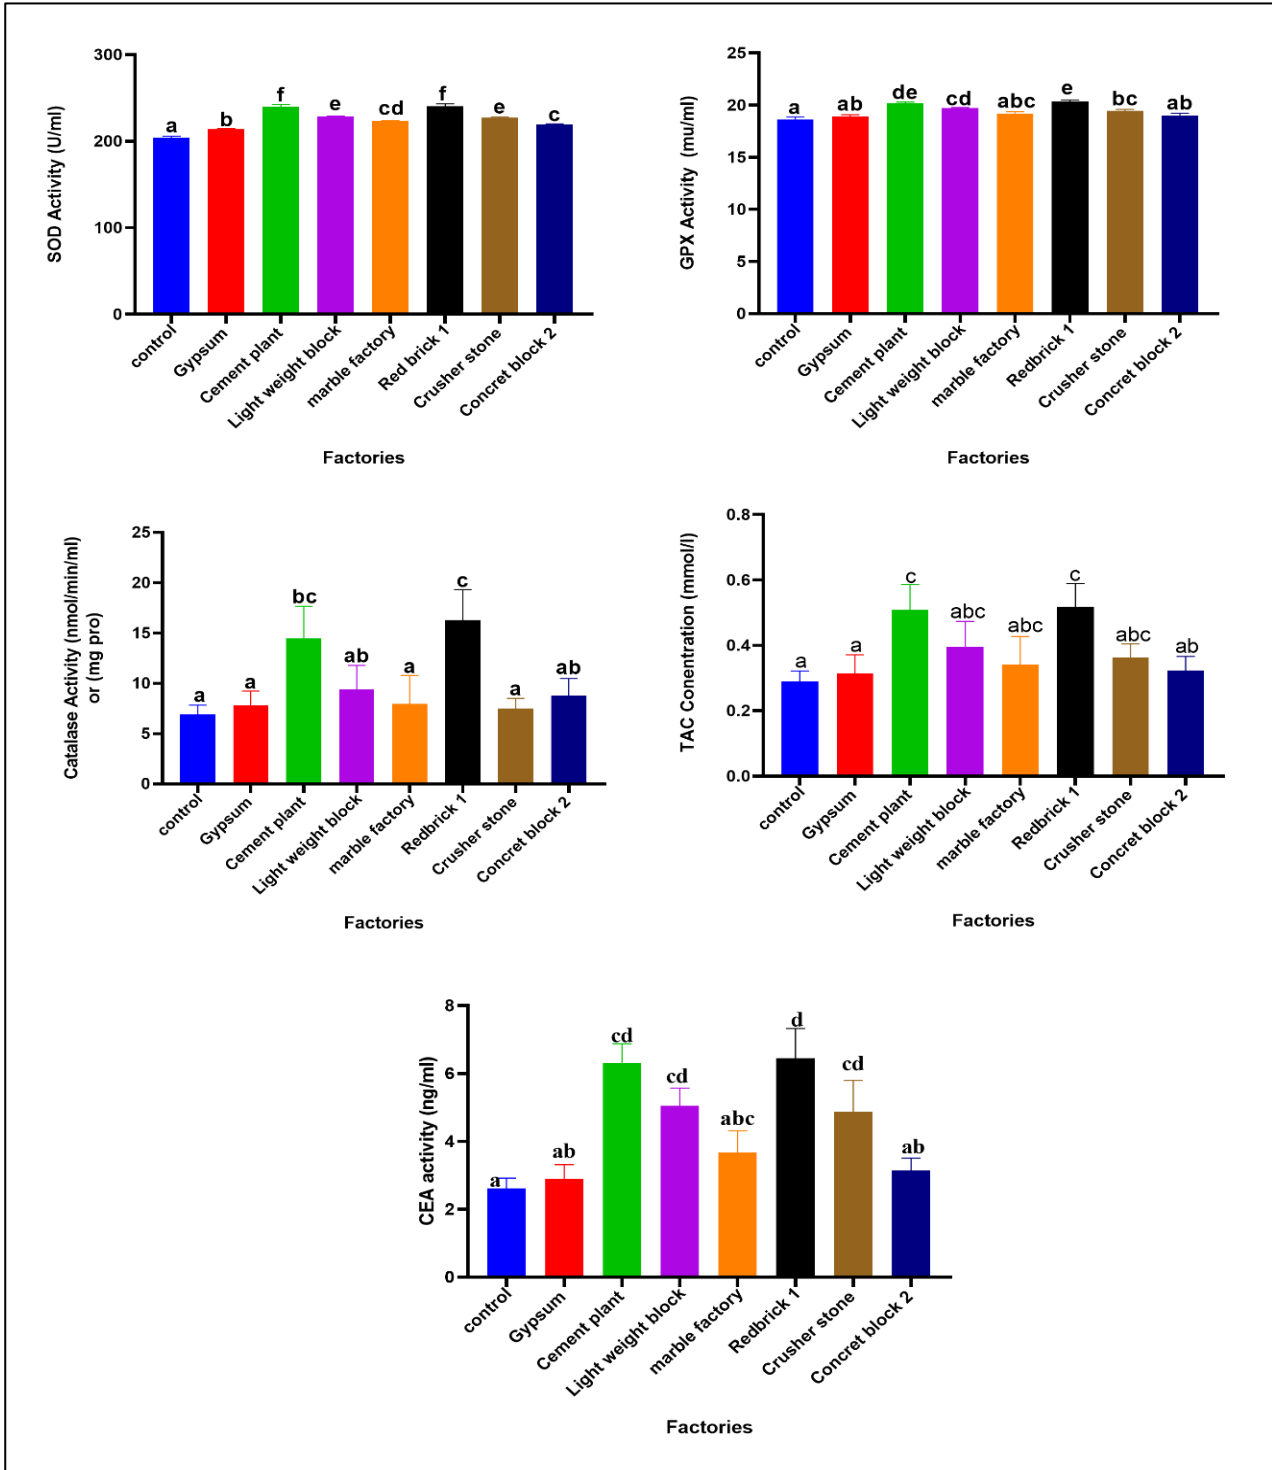 300
200
100
0
SOD Activity (U/ml)
a
b
f
e
cd
f
e
c
control
Gypsum
Cement plant
Light weight block
marble factory
Red brick 1
Crusher stone
Concret block 2
Factories
25
20
15
10
5
0
GPX Activity (mu/ml)
a
ab
de
cd
abc
e
bc
ab
control
Gypsum
Cement plant
Light weight block
marble factory
Redbrick 1
Crusher stone
Concret block 2
Factories
25
20
15
10
5
0
Catalase Activity (nmol/min/ml)
or (mg pro)
a
a
bc
ab
a
c
a
ab
control
Gypsum
Cement plant
Light weight block
marble factory
Redbrick 1
Crusher stone
Concret block 2
Factories
0.8
0.6
0.4
0.2
0.0
TAC Conentration (mmol/l)
a
a
c
abc
abc
c
abc
ab
control
Gypsum
Cement plant
Light weight block
marble factory
Redbrick 1
Crusher stone
Concret block 2
Factories
8
6
4
2
0
CEA activity (ng/ml)
a
ab
cd
cd
abc
d
cd
ab
control
Gypsum
Cement plant
Light weight block
marble factory
Redbrick 1
Crusher stone
Concret block 2
Factories